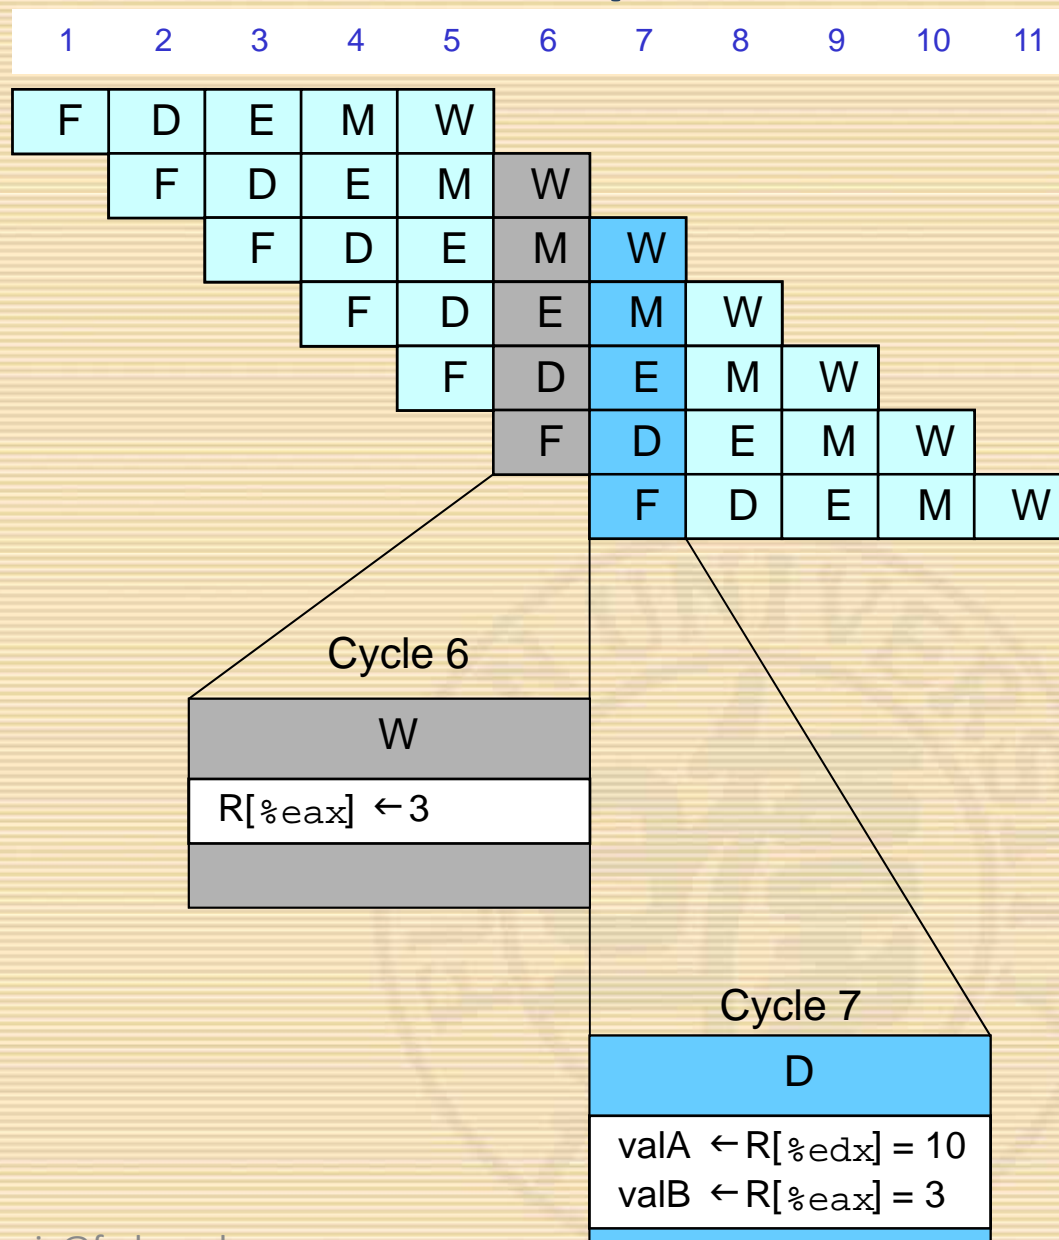 1 2 3 4 5 6 7 8 9 10 11
F D E M W
F D E M W
F D E M W
F D E M W
F D E M W
F D E M W
F D E M W
Cycle 6
W
R[%eax] ←3
Cycle 7
D
valA ←R[%edx] = 10
valB ←R[%eax] = 3